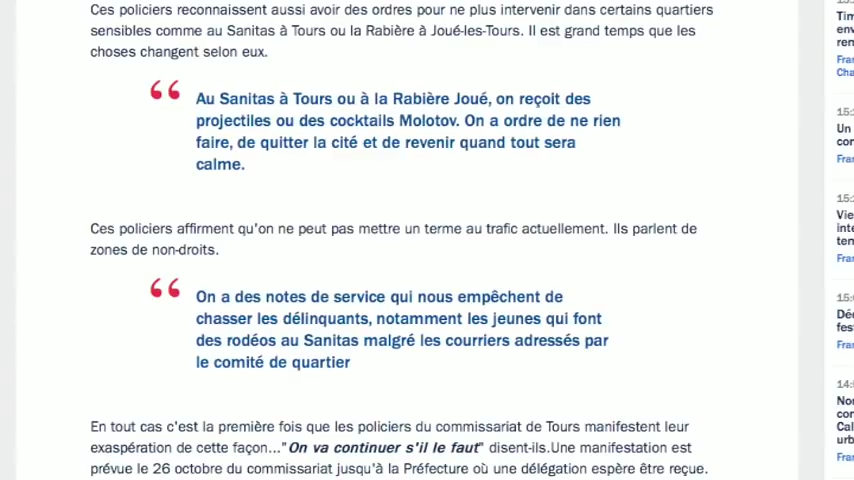 Ces policiers reconnaissent aussi avoir des ordres pour ne plus intervenir dans certains quartiers
sensibles comme au Sanitas à Tours ou la Rabière à Joué-les-Tours. Il est grand temps que les
choses changent selon eux.
“ Au Sanitas à Tours ou à la Rabière Joué, on reçoit des
projectiles ou des cocktails Molotov. On a ordre de ne rien
faire, de quitter la cité et de revenir quand tout sera
calme.
Ces policiers affirment qu'on ne peut pas mettre un terme au trafic actuellement. Ils parlent de
zones de non-droits.
“ On a des notes de service qui nous empêchent de
chasser les délinquants, notamment les jeunes qui font
des rodéos au Sanitas malgré les courriers adressés par
le comité de quartier
En tout cas c'est la première fois que les policiers du commissariat de Tours manifestent leur
exaspération de cette façon..."On va continuer s'il le faut" disent-ils.Une manifestation est
prévue le 26 octobre du commissariat jusqu'à la Préfecture où une délégation espère être reçue.
Un